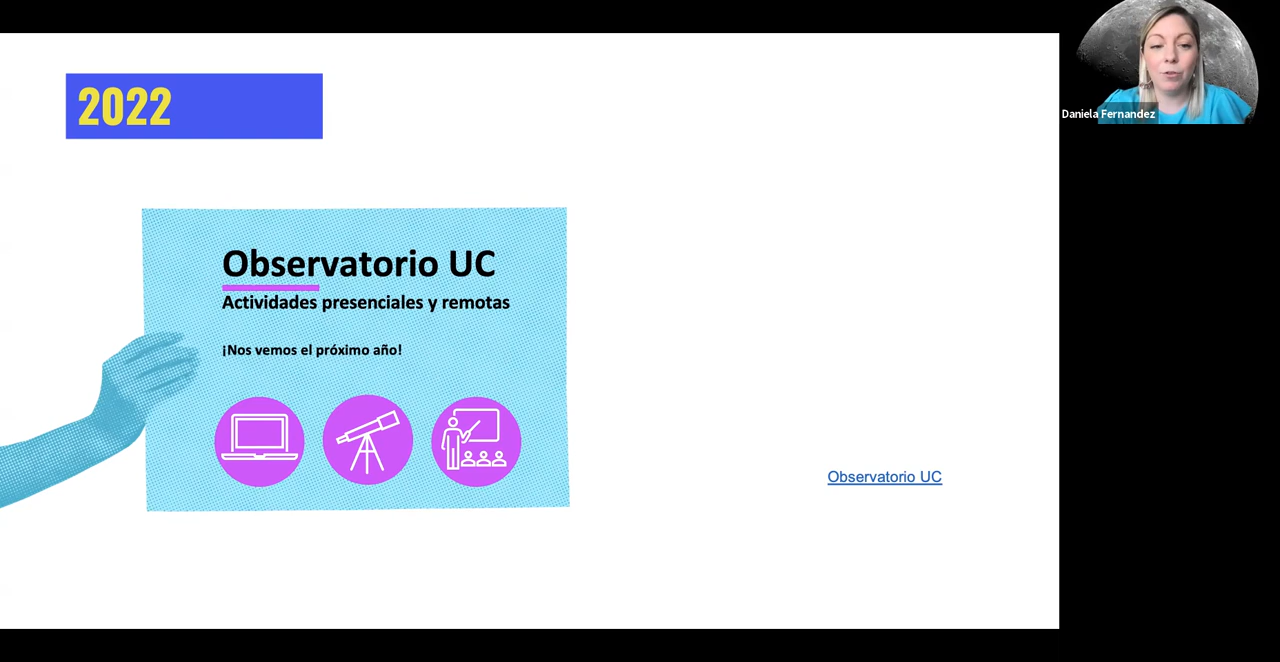 2022
Observatorio UC
Actividades presenciales y remotas
¡Nos vemos el próximo año!
Observatorio UC
Daniela Fernandez